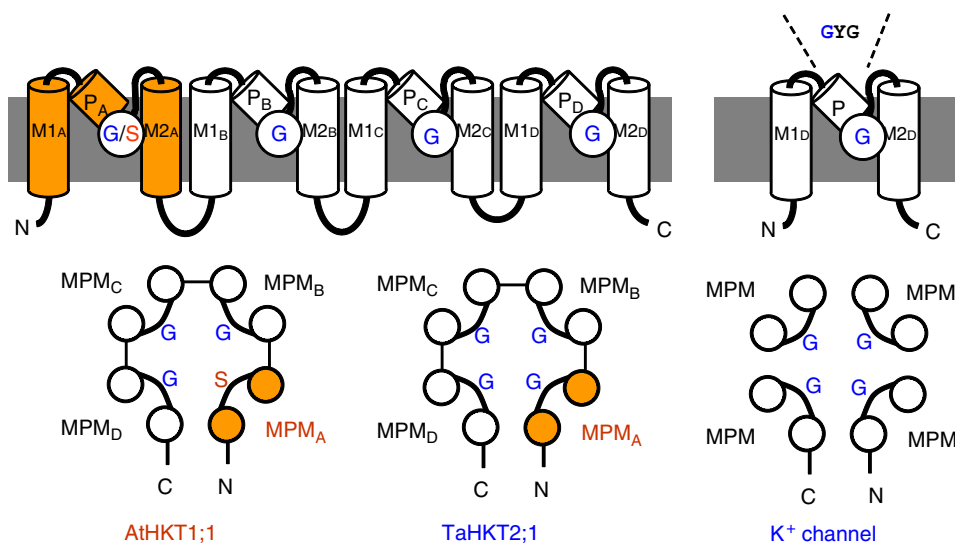 GYG
M1A PA G/S M2A M1B PB G M2B M1C PC G M2C M1D PD G M2D
M1D P G M2D
N C
N C
MPMC MPMB
G G
G S
MPMD MPMA
C N
AtHKT1;1
MPMC MPMB
G G
G G
MPMD MPMA
C N
TaHKT2;1
MPM MPM
G G
G G
MPM MPM
C N
K+ channel